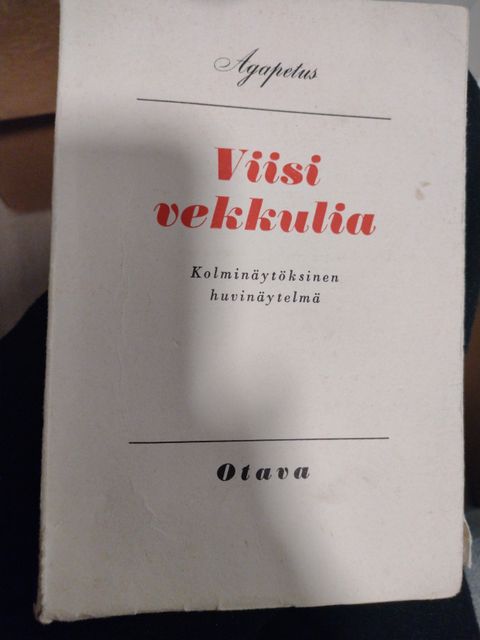 Agapetus
Viisi
vekkulia
Kolminäytöksinen
huvinäytelmä
Otava